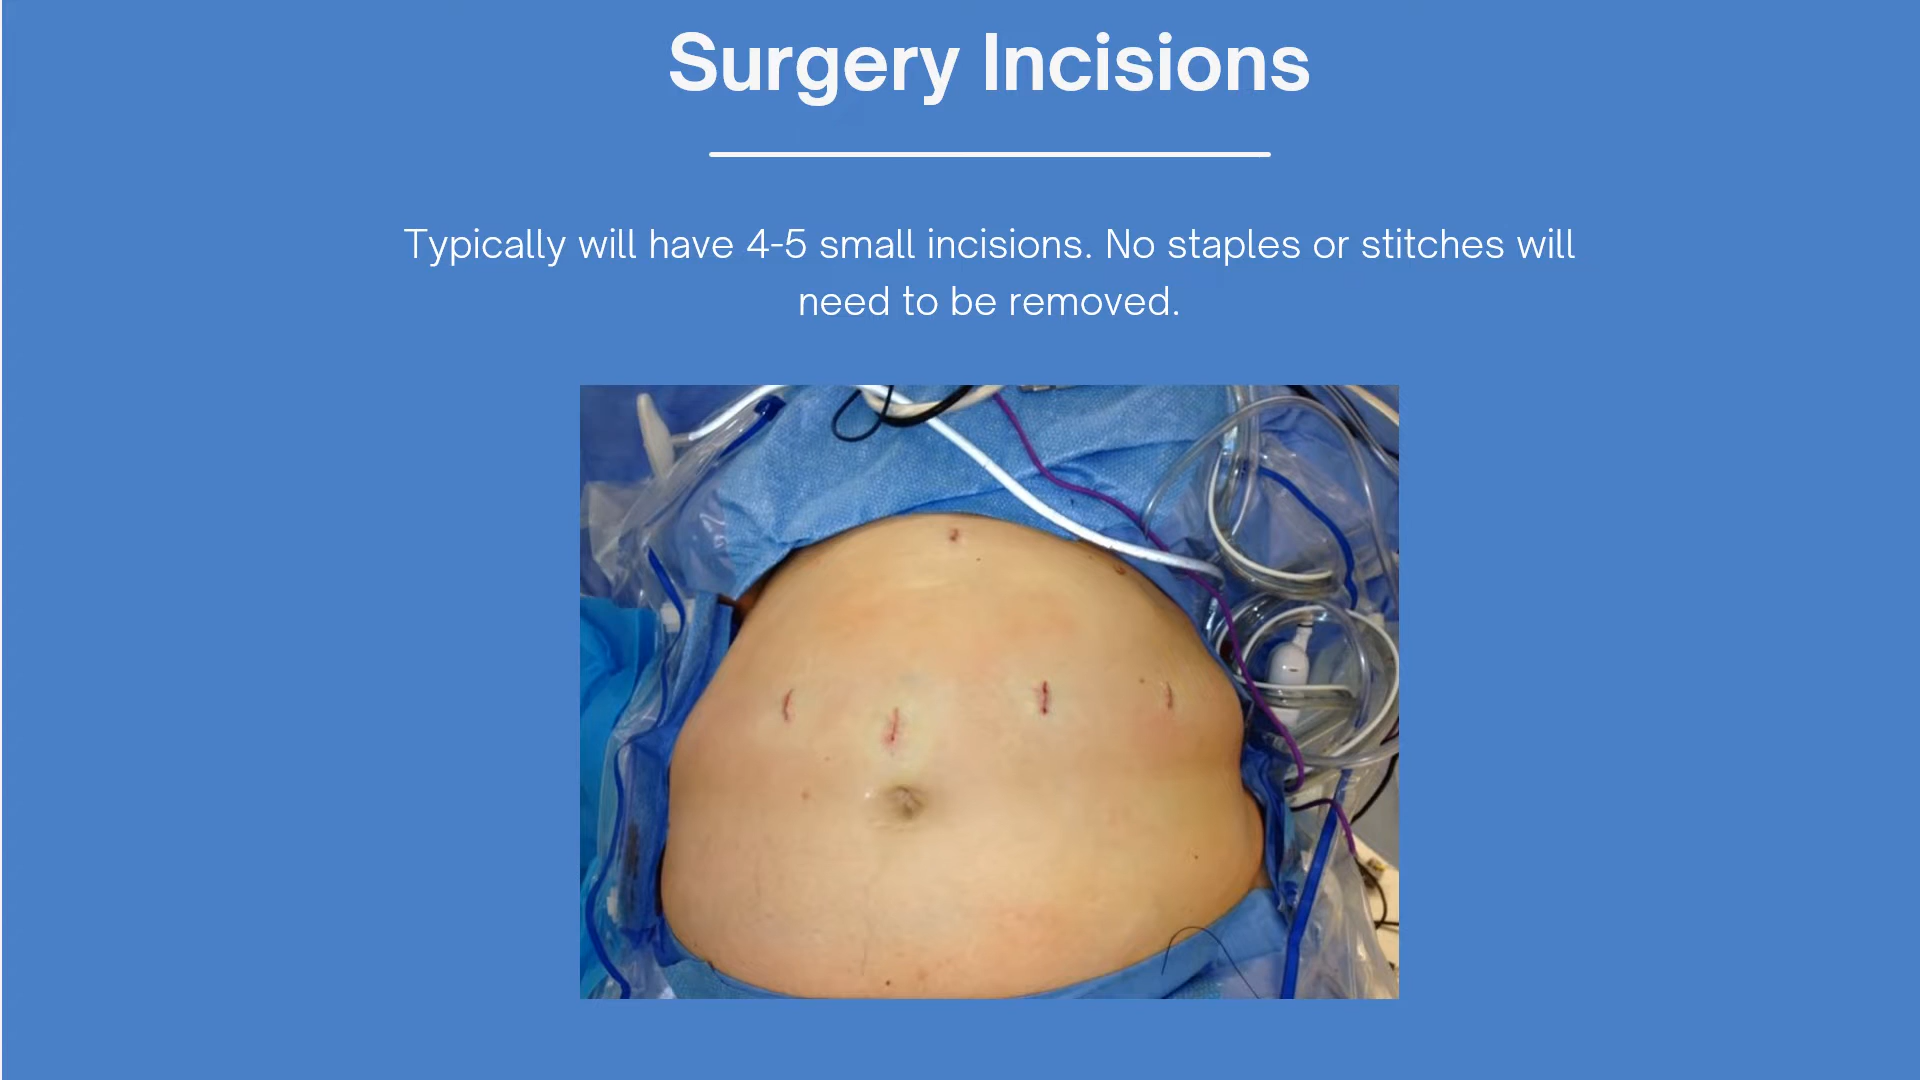 Surgery Incisions
Typically will have 4-5 small incisions. No staples or stitches will
need to be removed.